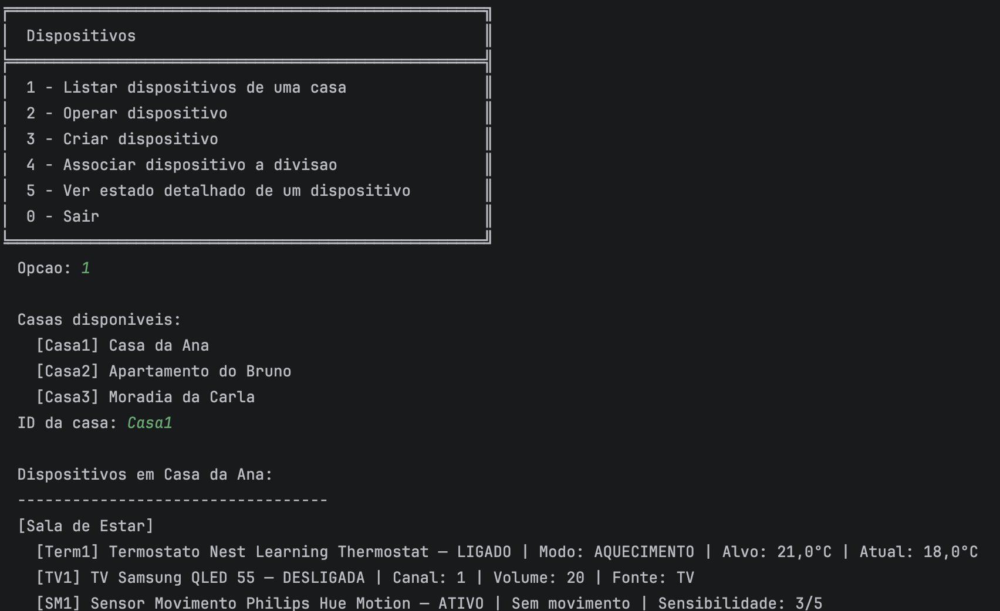 Dispositivos
1 - Listar dispositivos de uma casa
2 - Operar dispositivo
3 - Criar dispositivo
4 - Associar dispositivo a divisao
5 - Ver estado detalhado de um dispositivo
0 - Sair
Opcao: 1
Casas disponiveis:
[Casa1] Casa da Ana
[Casa2] Apartamento do Bruno
[Casa3] Moradia da Carla
ID da casa: Casa1
Dispositivos em Casa da Ana:
----------------------------------
[Sala de Estar]
[Term1] Termostato Nest Learning Thermostat — LIGADO | Modo: AQUECIMENTO | Alvo: 21,0°C | Atual: 18,0°C
[TV1] TV Samsung QLED 55 — DESLIGADA | Canal: 1 | Volume: 20 | Fonte: TV
[SM1] Sensor Movimento Philips Hue Motion — ATIVO | Sem movimento | Sensibilidade: 3/5